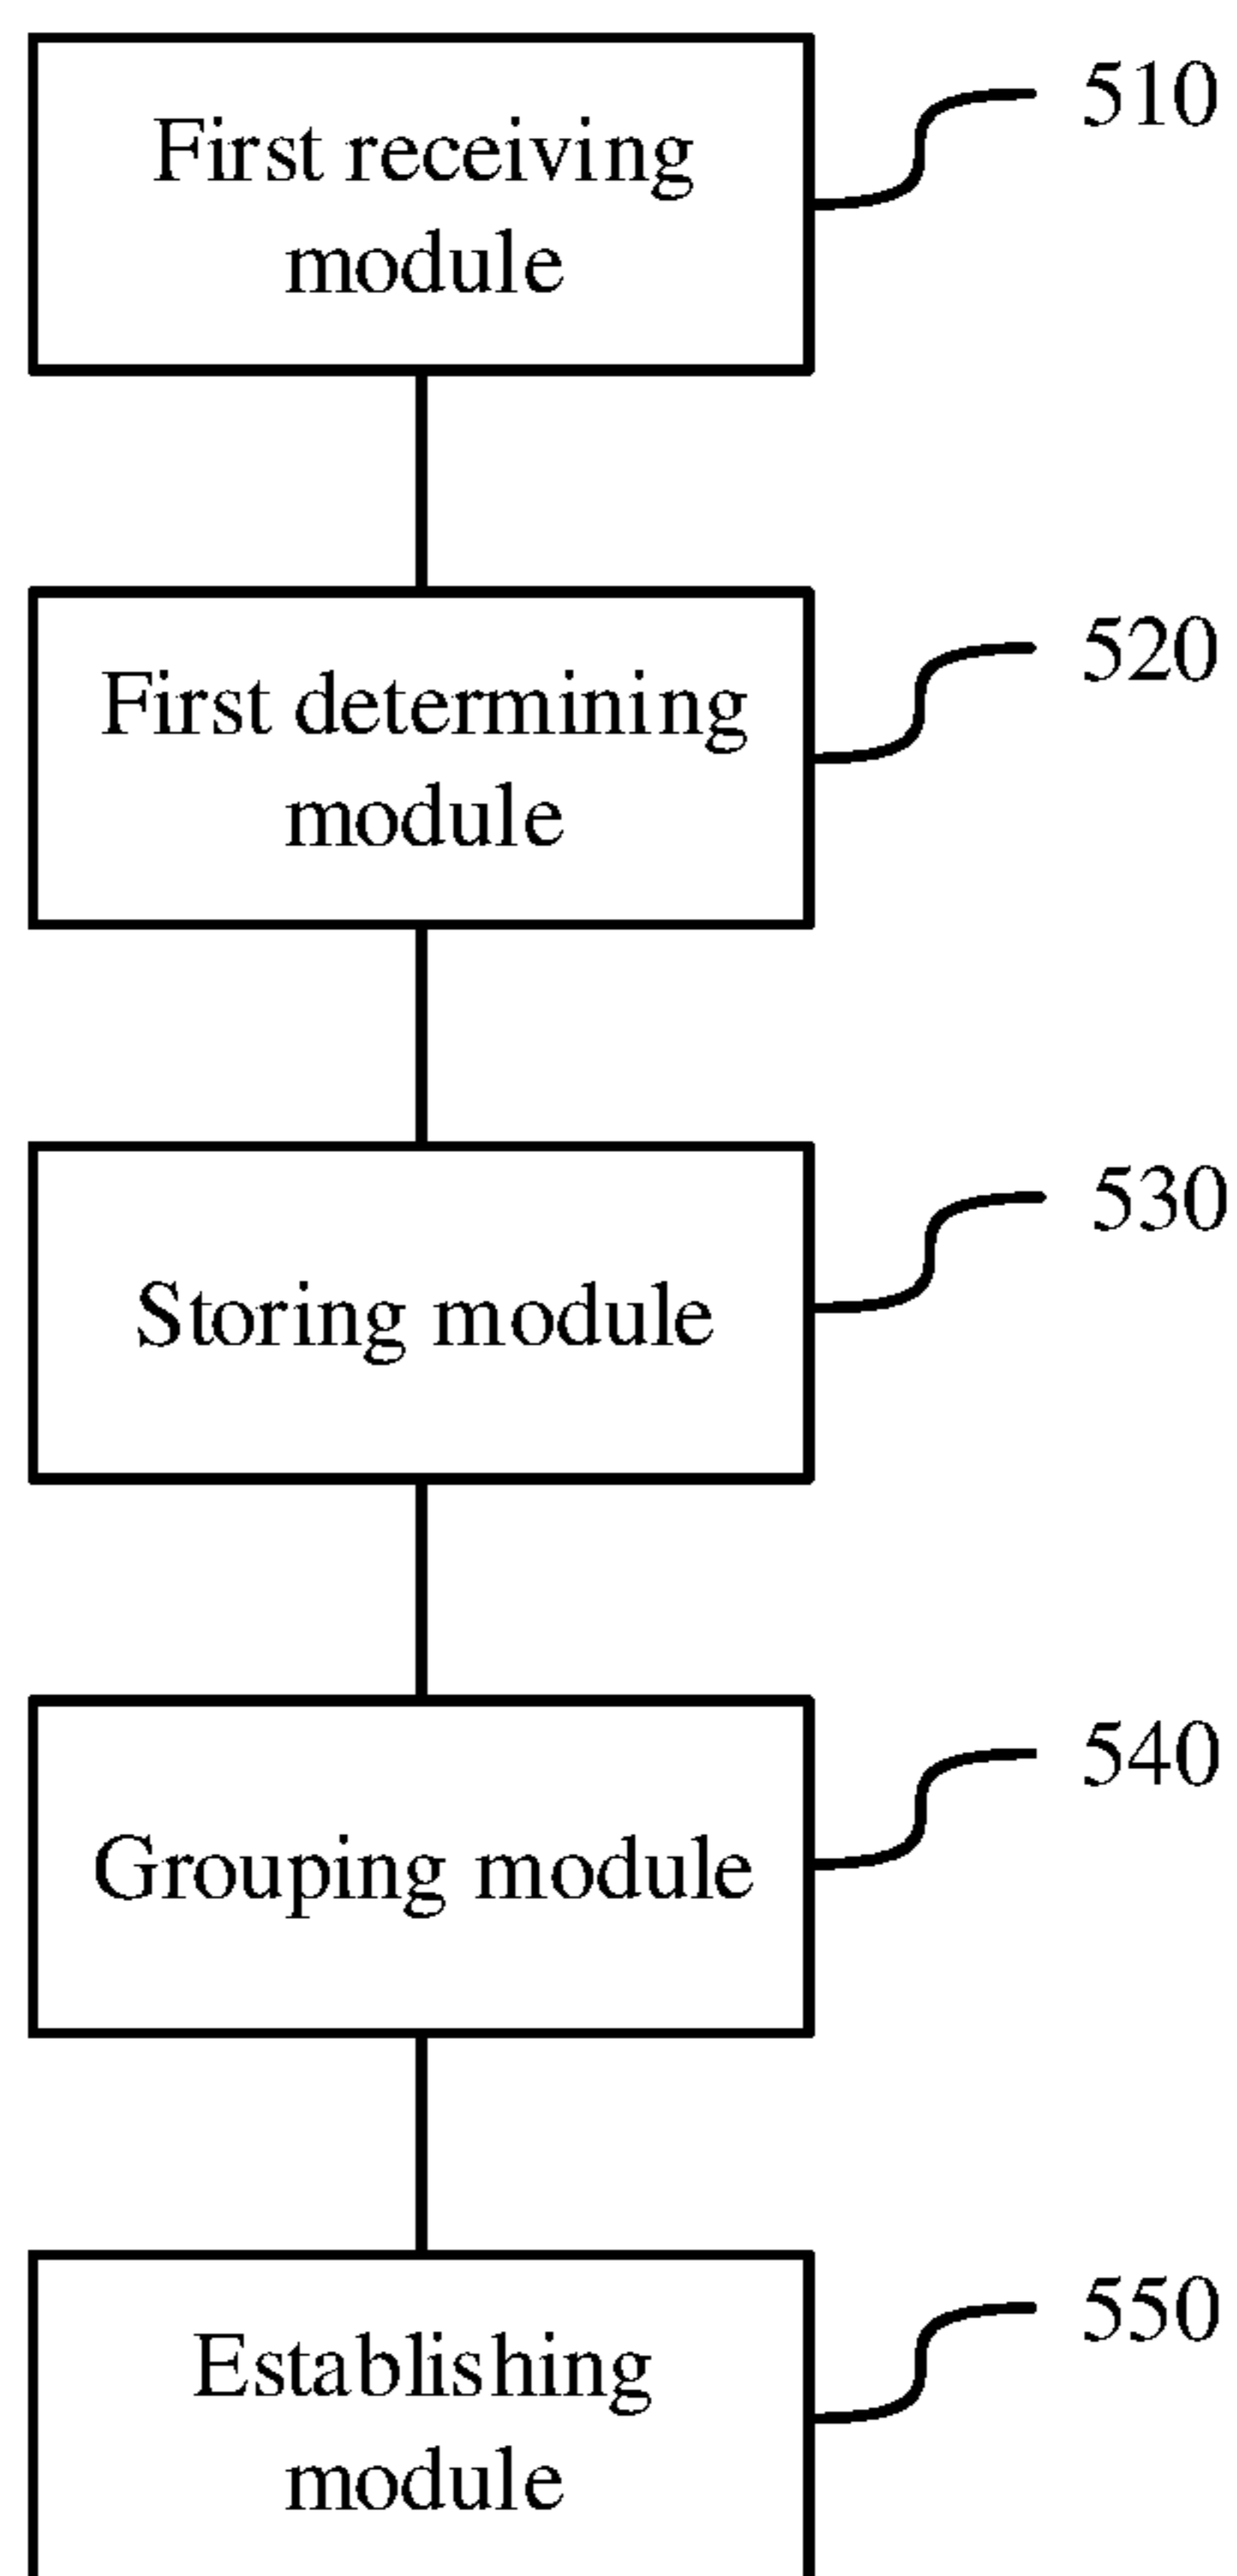 First receiving
module
510
First determining
module
520
Storing module
530
Grouping module
540
Establishing
module
550